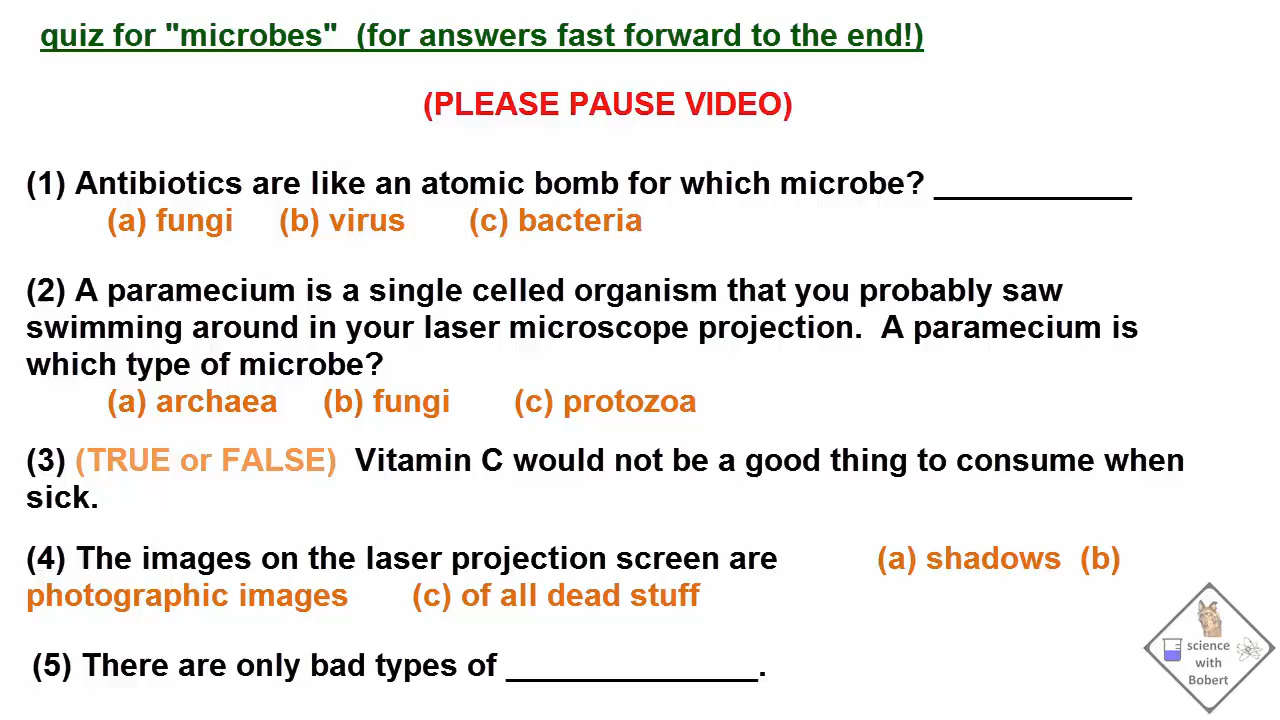 quiz for "microbes"  (for answers fast forward to the end!)
(PLEASE PAUSE VIDEO)
(1) Antibiotics are like an atomic bomb for which microbe? ___________
(a) fungi (b) virus (c) bacteria
(2) A paramecium is a single celled organism that you probably saw
swimming around in your laser microscope projection.  A paramecium is
which type of microbe?
(a) archaea (b) fungi (c) protozoa
(3) (TRUE or FALSE)  Vitamin C would not be a good thing to consume when
sick.
(4) The images on the laser projection screen are (a) shadows (b)
photographic images (c) of all dead stuff
(5) There are only bad types of ______________.
science
with
Bobert